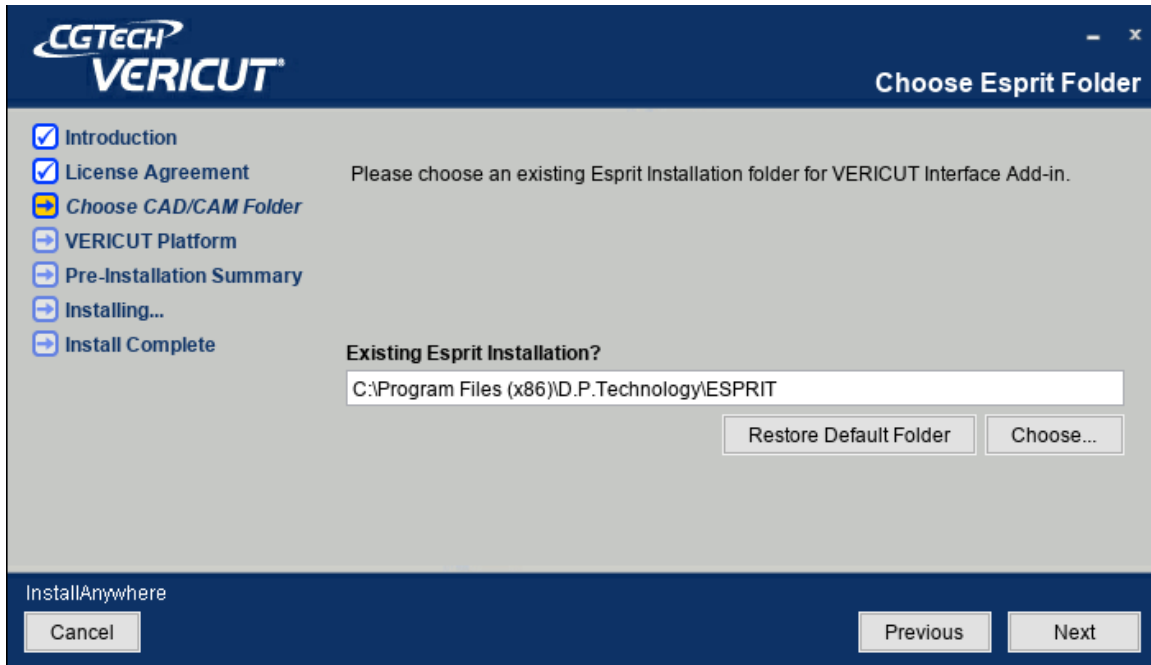 CGTECH
VERICUT®
Choose Esprit Folder
Introduction
License Agreement
Choose CAD/CAM Folder
VERICUT Platform
Pre-Installation Summary
Installing...
Install Complete
Please choose an existing Esprit Installation folder for VERICUT Interface Add-in.
Existing Esprit Installation?
C:\Program Files (x86)\D.P.Technology\ESPRIT
Restore Default Folder
Choose...
InstallAnywhere
Cancel
Previous
Next